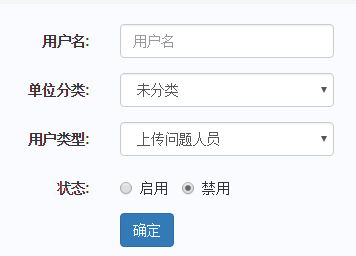 用户名: 用户名
单位分类: 未分类
用户类型: 上传问题人员
状态: 启用 禁用
确定